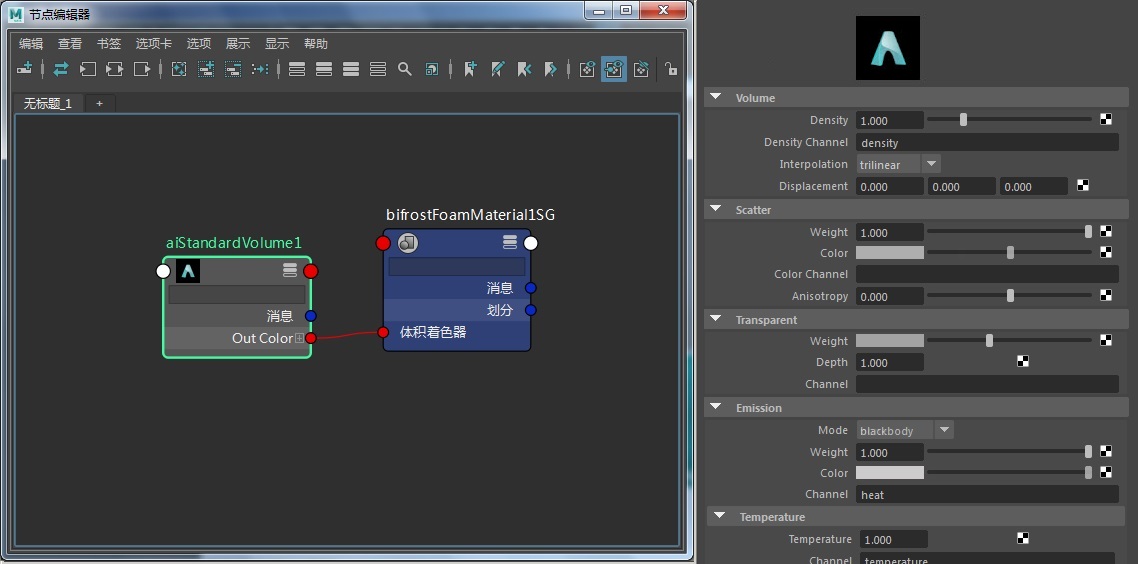 节点编辑器
编辑 查看 书签 选项卡 选项 展示 显示 帮助
无标题_1 +
bifrostFoamMaterial1SG
消息
划分
体积着色器
aiStandardVolume1
消息
Out Color
Volume
Density 1.000
Density Channel density
Interpolation trilinear
Displacement 0.000 0.000 0.000
Scatter
Weight 1.000
Color
Color Channel
Anisotropy 0.000
Transparent
Weight
Depth 1.000
Channel
Emission
Mode blackbody
Weight 1.000
Color
Channel heat
Temperature
Temperature 1.000
Channel temperature